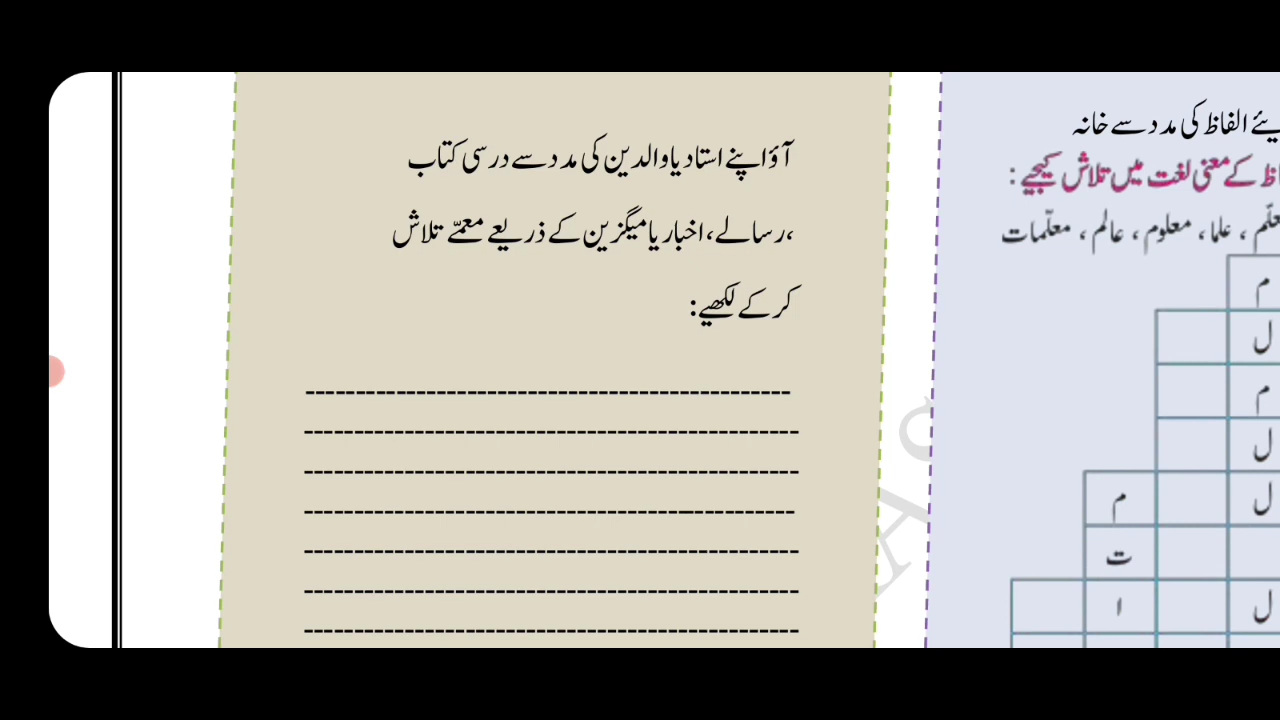 آؤ اپنے استاد یا والدین کی مدد سے درسی کتاب
،رسالے، اخبار یا میگزین کے ذریعے معمّے تلاش
کر کے لکھیے:
الفاظ کی مدد سے خانہ
کے معنی لغت میں تلاش کیجیے :
، علما ، معلوم ، عالم ، معلّمات
م
ل
م
ل
م
ل
ت
ا
ل
AS